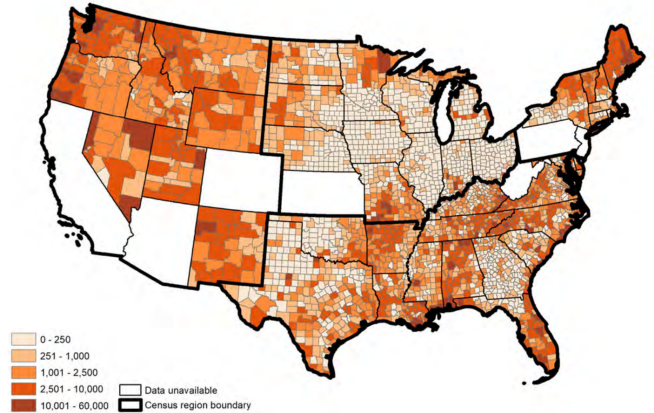 0 - 250
251 - 1,000
1,001 - 2,500
2,501 - 10,000
10,001 - 60,000
Data unavailable
Census region boundary